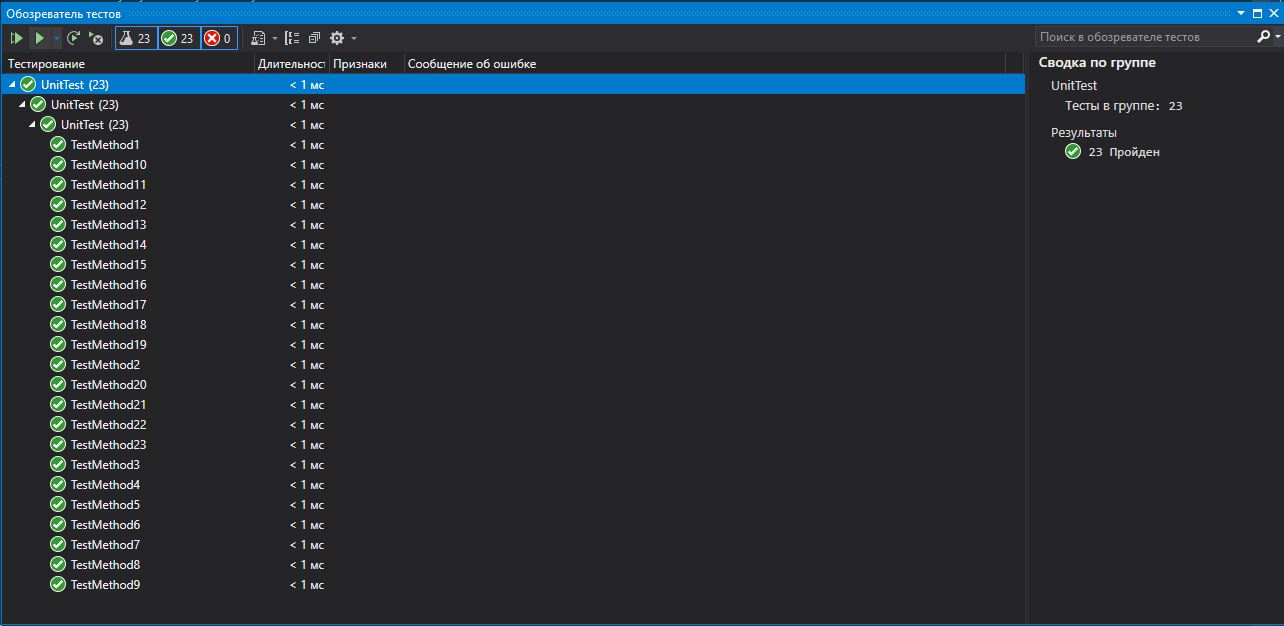 Обозреватель тестов
23 23 0 Поиск в обозревателе тестов
Тестирование Длительност Признаки Сообщение об ошибке
UnitTest (23) < 1 мс
UnitTest (23) < 1 мс
UnitTest (23) < 1 мс
TestMethod1 < 1 мс
TestMethod10 < 1 мс
TestMethod11 < 1 мс
TestMethod12 < 1 мс
TestMethod13 < 1 мс
TestMethod14 < 1 мс
TestMethod15 < 1 мс
TestMethod16 < 1 мс
TestMethod17 < 1 мс
TestMethod18 < 1 мс
TestMethod19 < 1 мс
TestMethod2 < 1 мс
TestMethod20 < 1 мс
TestMethod21 < 1 мс
TestMethod22 < 1 мс
TestMethod23 < 1 мс
TestMethod3 < 1 мс
TestMethod4 < 1 мс
TestMethod5 < 1 мс
TestMethod6 < 1 мс
TestMethod7 < 1 мс
TestMethod8 < 1 мс
TestMethod9 < 1 мс
Сводка по группе
UnitTest
Тесты в группе: 23
Результаты
23 Пройден